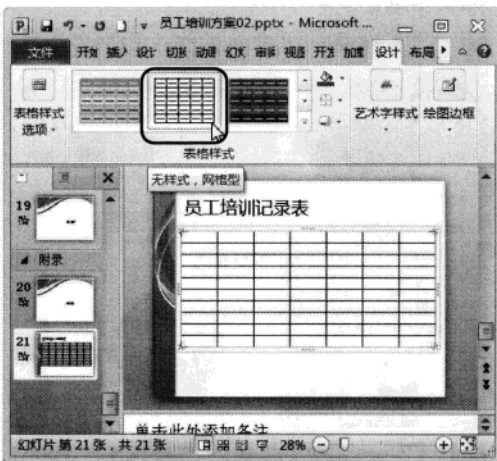 员工培训方案02.pptx - Microsoft ...
文件 开始 插入 设计 切换 动画 幻灯 审阅 视图 开发 加载 设计 布局
表格样式选项
艺术字样式 绘图边框
表格样式
无样式，网格型
19
附录
20
21
员工培训记录表
单击此处添加备注
幻灯片 第 21 张，共 21 张 28%